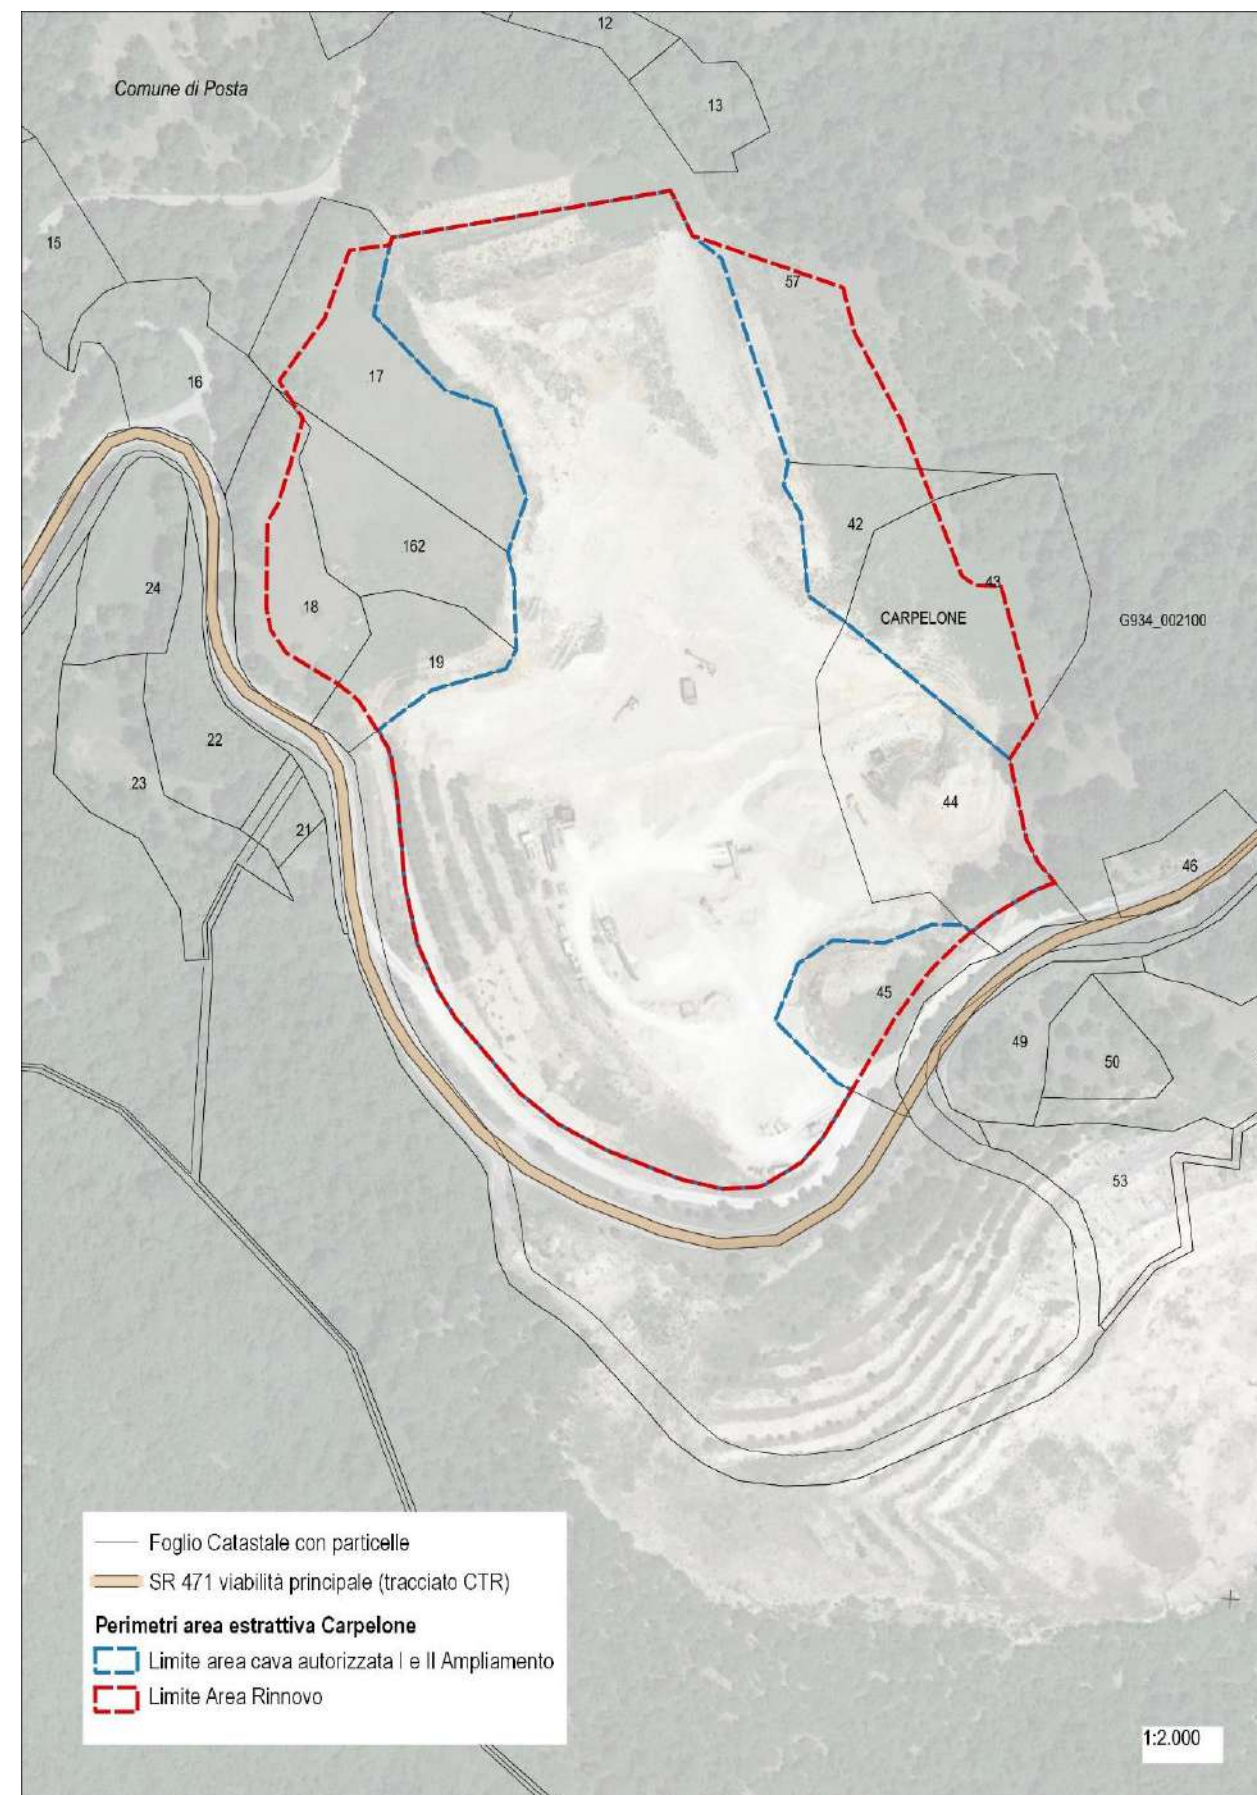 12
Comune di Posta
13
15
57
17
16
42
162
43
24
18
CARPELONE
G934_002100
19
22
23
44
21
46
45
49
50
53
Foglio Catastale con particelle
SR 471 viabilità principale (tracciato CTR)
Perimetri area estrattiva Carpelone
Limite area cava autorizzata I e II Ampliamento
Limite Area Rinnovo
1:2.000